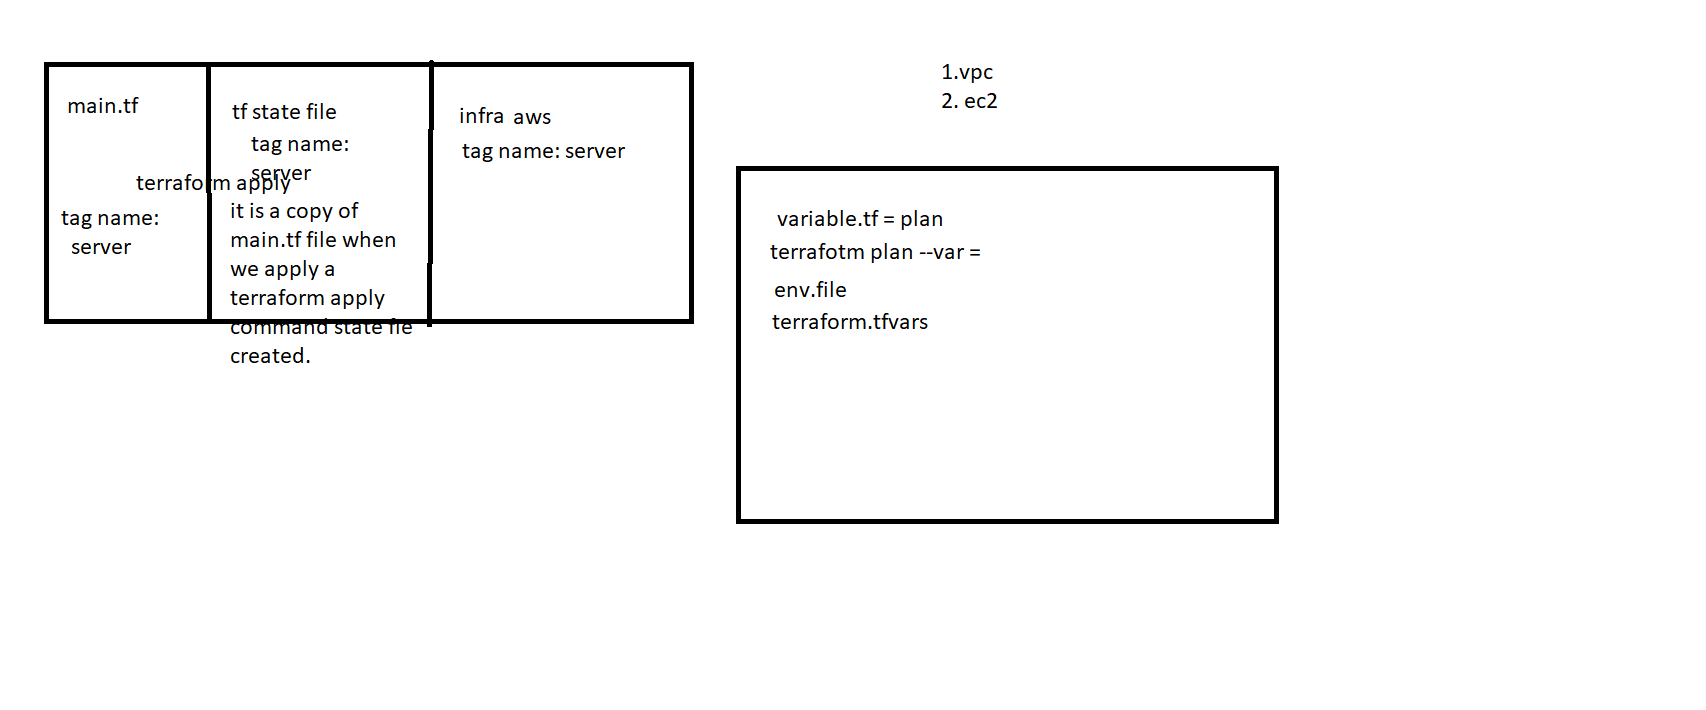 main.tf
terraform apply
tag name:
server
tf state file
tag name:
server
it is a copy of
main.tf file when
we apply a
terraform apply
command state fie
created.
infra aws
tag name: server
1.vpc
2. ec2
variable.tf = plan
terrafotm plan --var =
env.file
terraform.tfvars